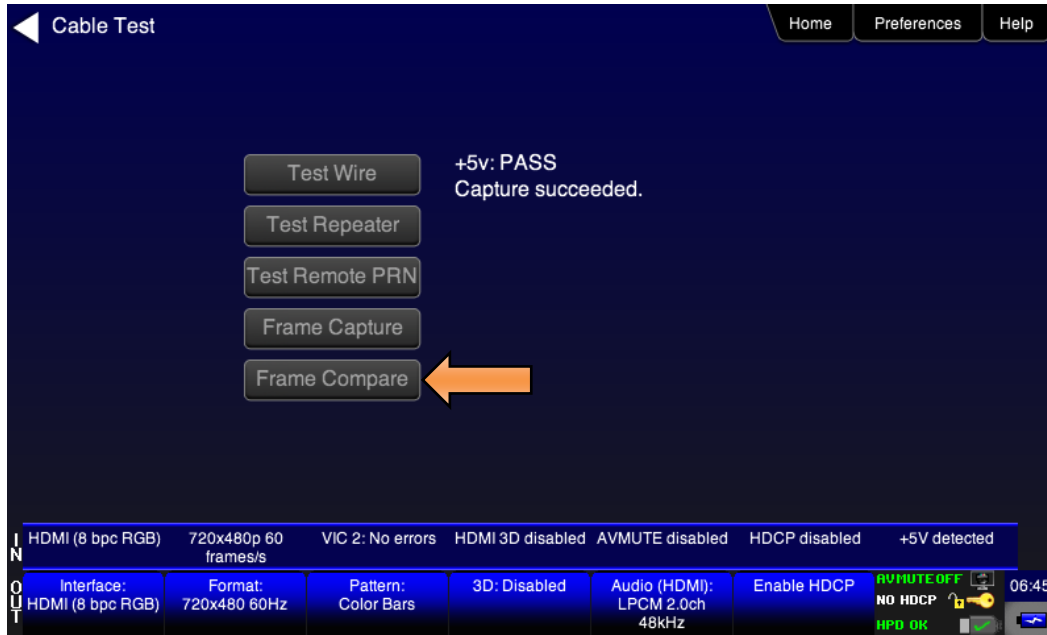 Cable Test
Home
Preferences
Help
Test Wire
+5v: PASS
Capture succeeded.
Test Repeater
Test Remote PRN
Frame Capture
Frame Compare
IN
HDMI (8 bpc RGB)
720x480p 60
frames/s
VIC 2: No errors
HDMI 3D disabled
AVMUTE disabled
HDCP disabled
+5V detected
OUT
Interface:
HDMI (8 bpc RGB)
Format:
720x480 60Hz
Pattern:
Color Bars
3D: Disabled
Audio (HDMI):
LPCM 2.0ch
48kHz
Enable HDCP
AVMUTEOFF
NO HDCP
HPD OK
06:45